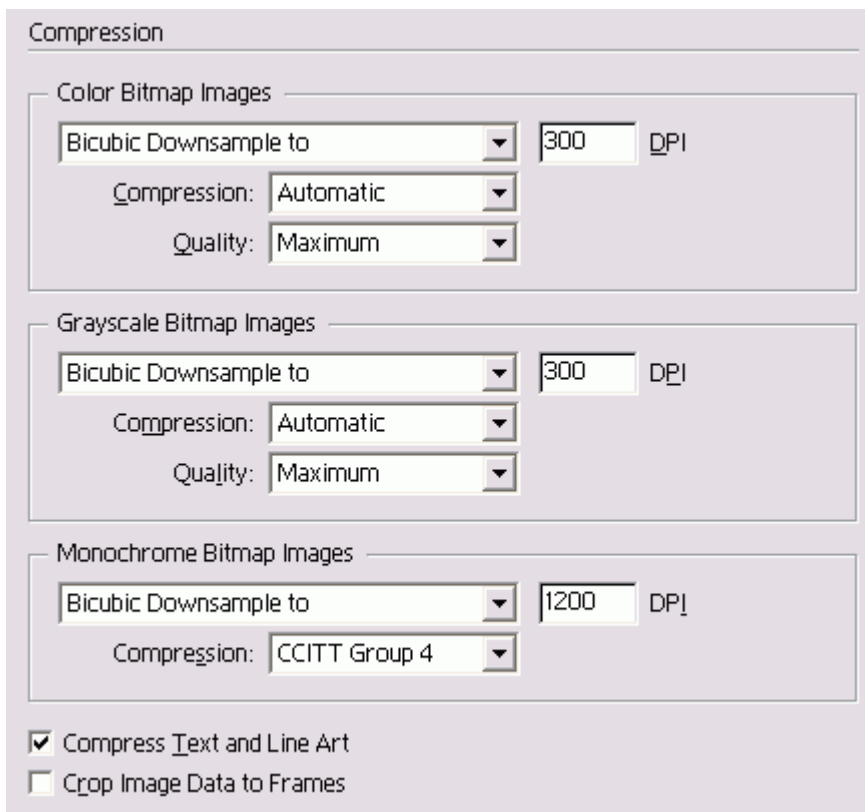 Compression
Color Bitmap Images
Bicubic Downsample to 300 DPI
Compression: Automatic
Quality: Maximum
Grayscale Bitmap Images
Bicubic Downsample to 300 DPI
Compression: Automatic
Quality: Maximum
Monochrome Bitmap Images
Bicubic Downsample to 1200 DPI
Compression: CCITT Group 4
Compress Text and Line Art
Crop Image Data to Frames